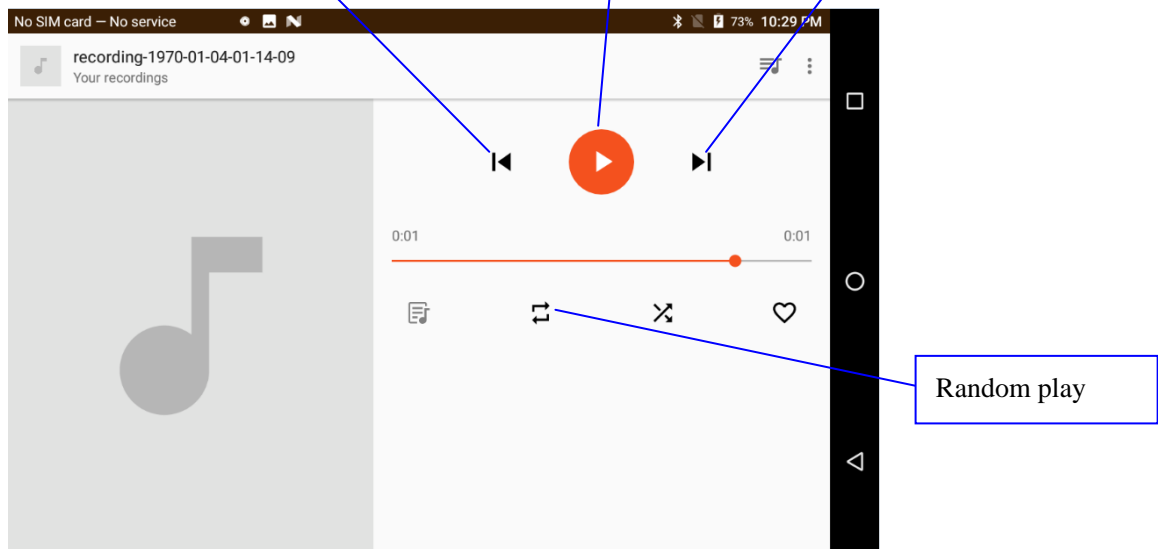 No SIM card — No service 73% 10:29 PM
recording-1970-01-04-01-14-09
Your recordings
0:01 0:01
Random play